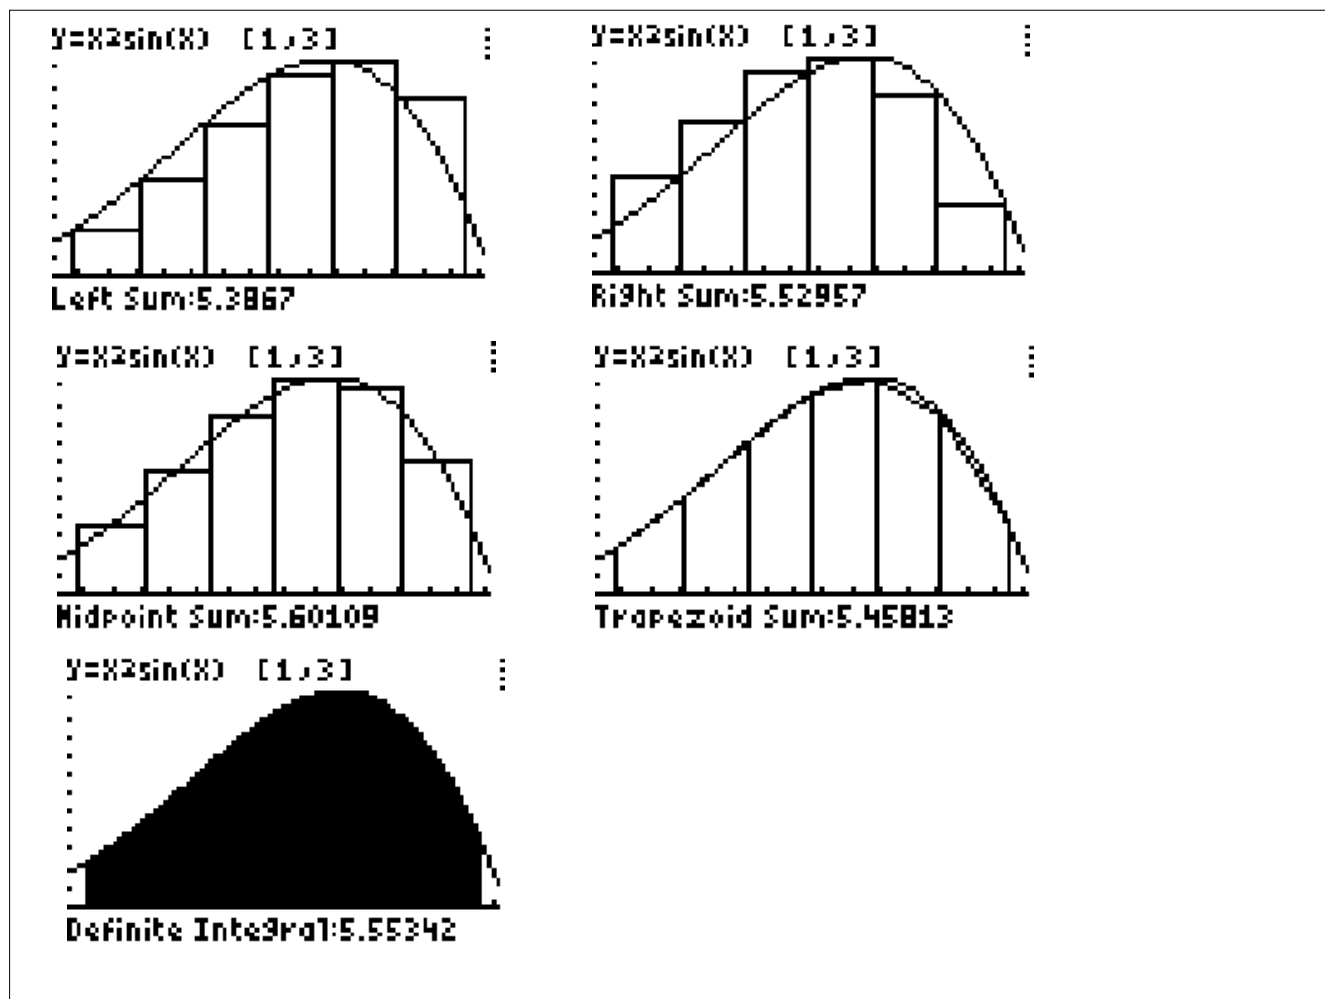 Y=X²sin(X) [1,3]
Left Sum:5.3867
Y=X²sin(X) [1,3]
Right Sum:5.52957
Y=X²sin(X) [1,3]
Midpoint Sum:5.60109
Y=X²sin(X) [1,3]
Trapezoid Sum:5.45813
Y=X²sin(X) [1,3]
Definite Integral:5.55342